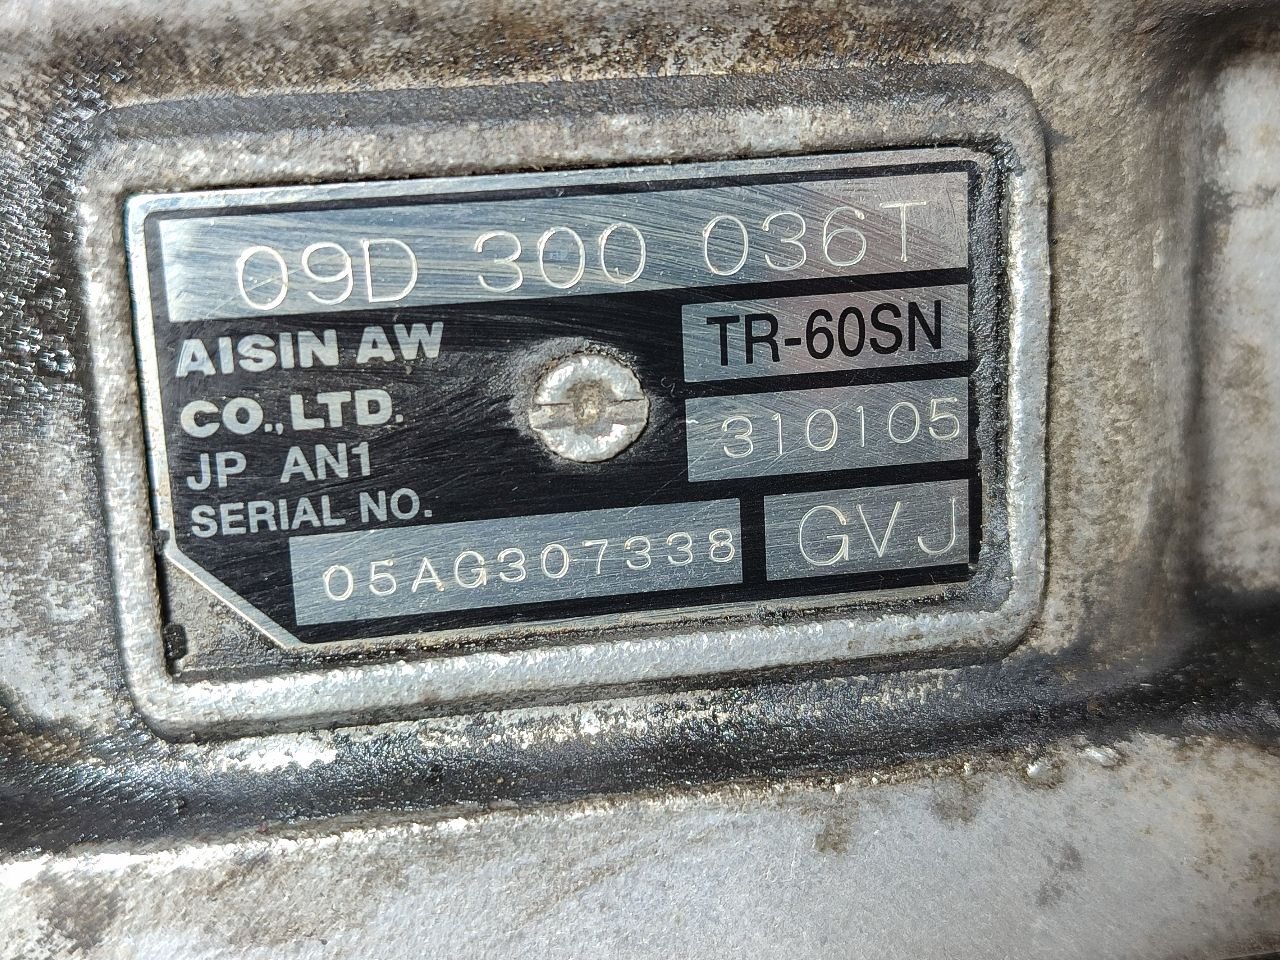 09D 300 036T
AISIN AW
CO., LTD.
JP AN1
SERIAL NO.
TR-60SN
310105
05AG307338
GVJ